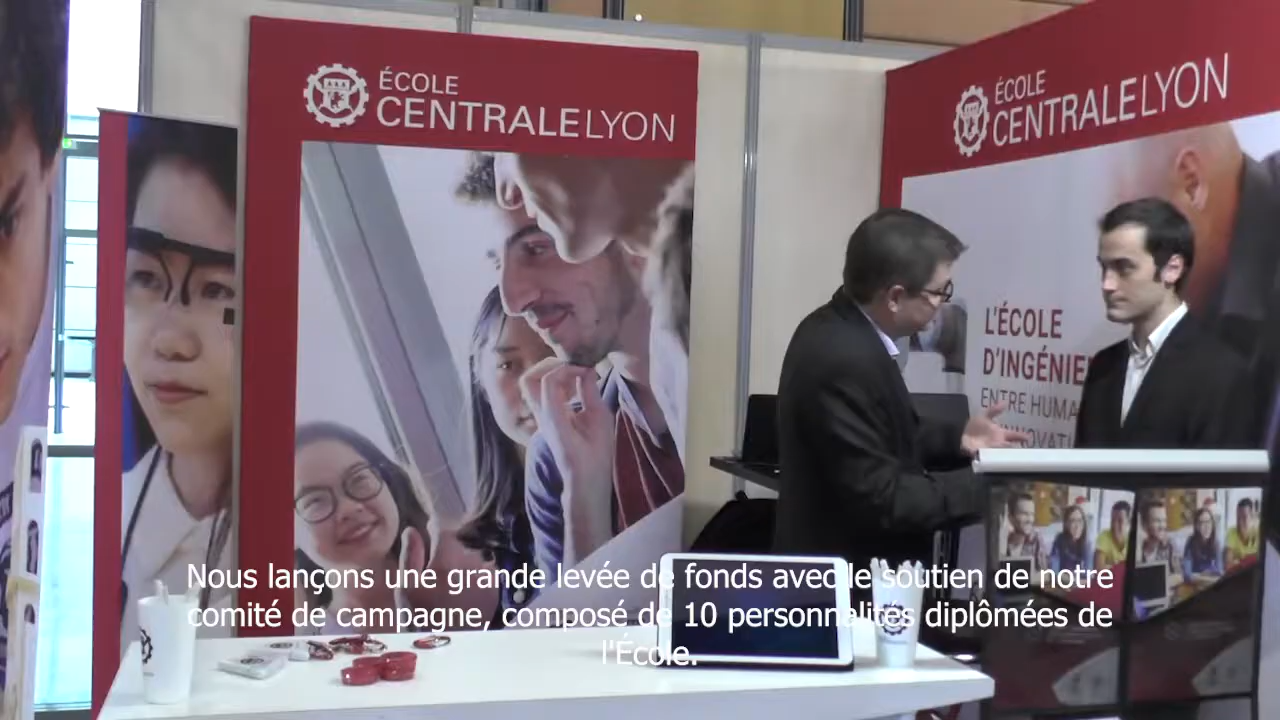 ÉCOLE
CENTRALELYON
ÉCOLE
CENTRALELYON
L'ÉCOLE
D'INGÉNIE
ENTRE HUMA
INNOVATI
Nous lançons une grande levée de fonds avec le soutien de notre
comité de campagne, composé de 10 personnalités diplômées de
l'École.